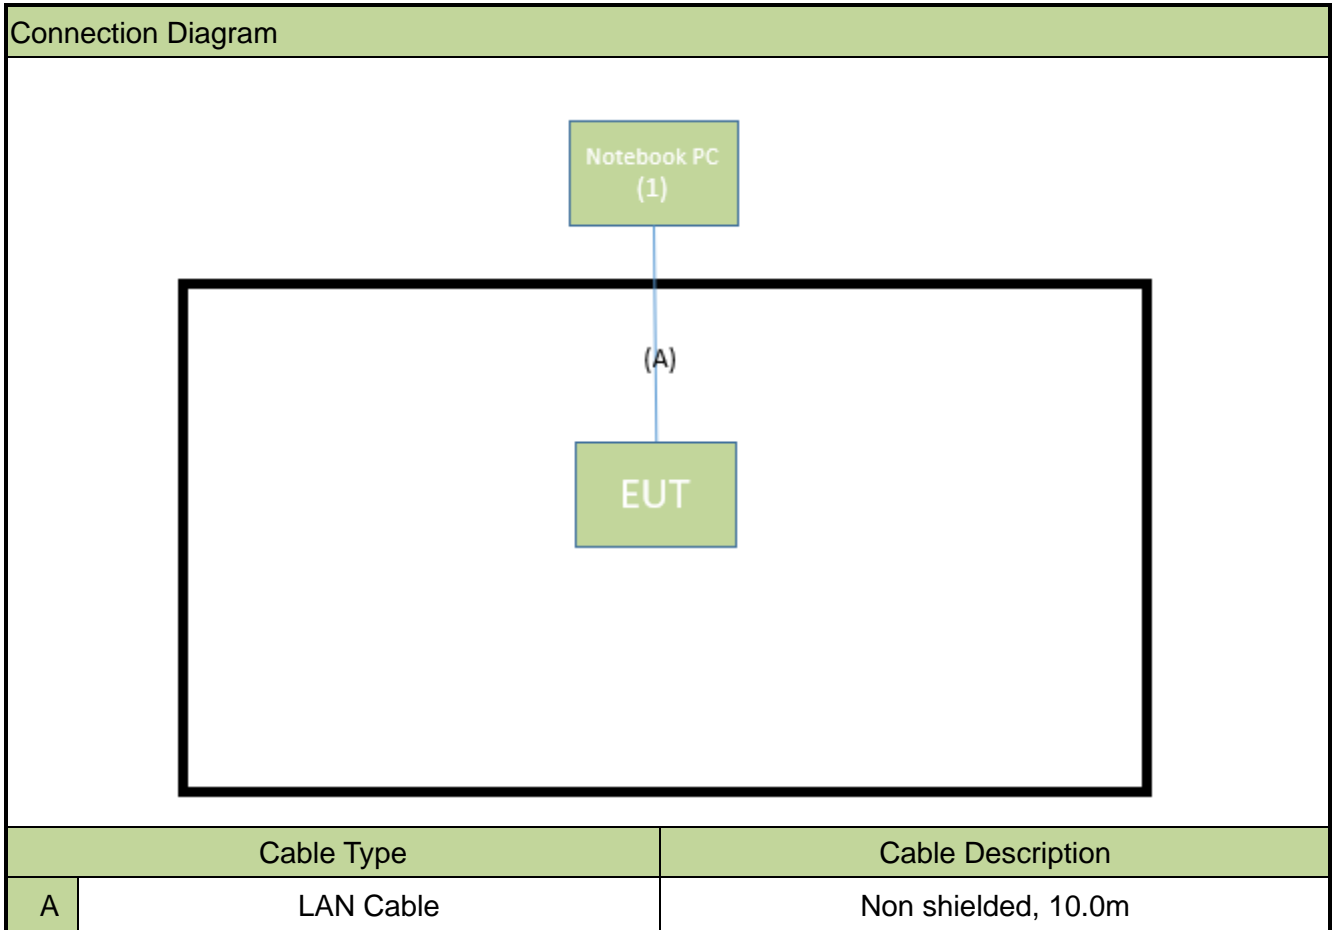 Connection Diagram
Notebook PC
(1)
(A)
EUT
Cable Type Cable Description
A LAN Cable Non shielded, 10.0m